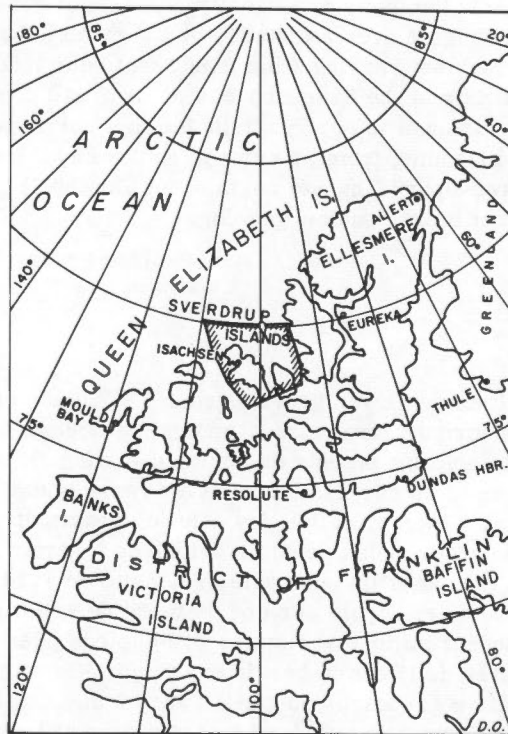 180°
85°
85°
20°
160°
40°
ARCTIC
OCEAN
QUEEN ELIZABETH IS.
ALERT
ELLESMERE
I.
60°
GREENLAND
140°
SVERDRUP
ISLANDS
EUREKA
ISACHSEN
MOULD
BAY
THULE
75°
75°
RESOLUTE
DUNDAS HBR.
BANKS
I.
DISTRICT OF FRANKLIN
VICTORIA
ISLAND
BAFFIN
ISLAND
120°
100°
80°
D.O.